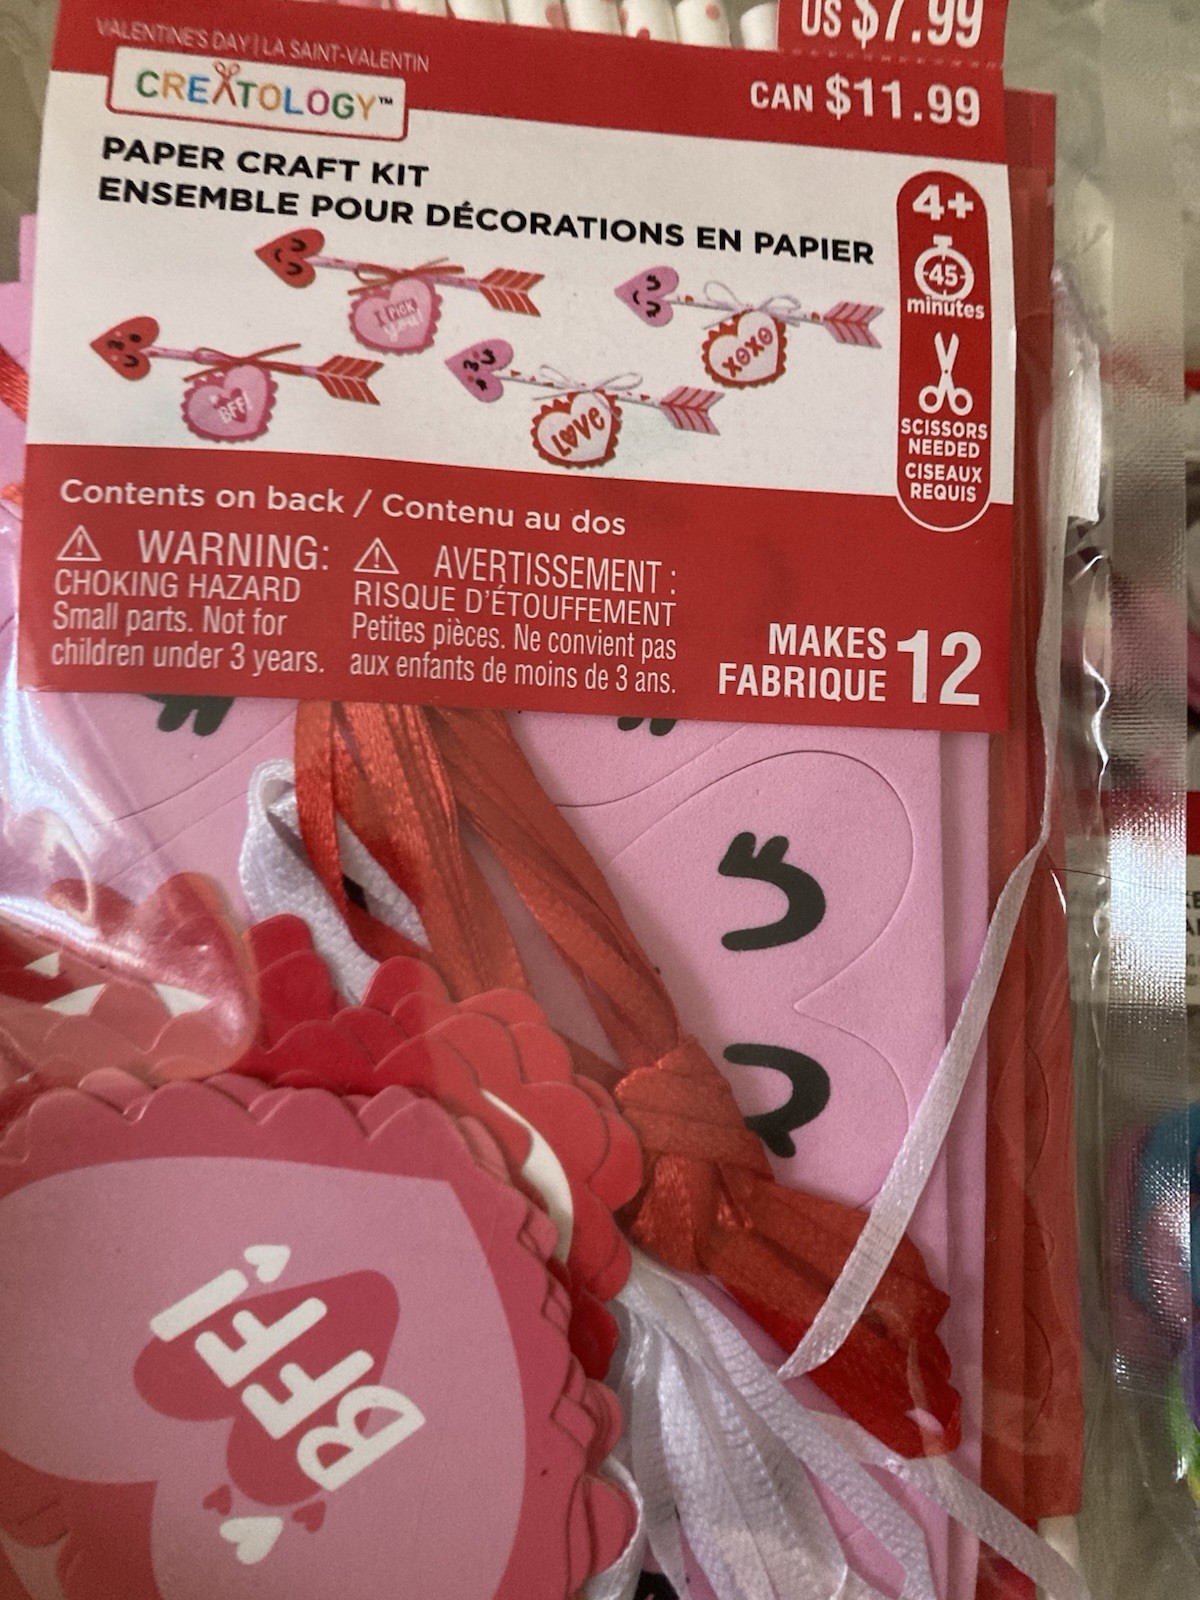 US $7.99
VALENTINE'S DAY | LA SAINT-VALENTIN
CAN $11.99
CREATOLOGY™
PAPER CRAFT KIT
ENSEMBLE POUR DÉCORATIONS EN PAPIER
4+
45
minutes
SCISSORS
NEEDED
CISEAUX
REQUIS
I PICK
you!
XOXO
BFF!
LOVE
Contents on back / Contenu au dos
WARNING:
CHOKING HAZARD
Small parts. Not for
children under 3 years.
AVERTISSEMENT :
RISQUE D'ÉTOUFFEMENT
Petites pièces. Ne convient pas
aux enfants de moins de 3 ans.
MAKES
FABRIQUE
12
BFF!